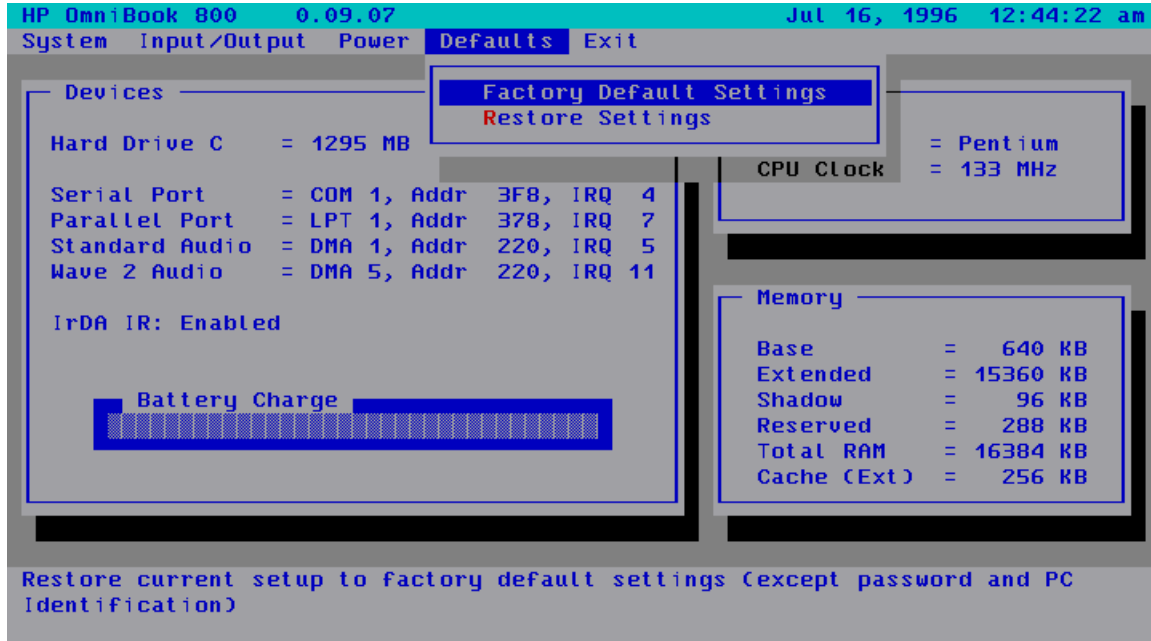 HP OmniBook 800 0.09.07 Jul 16, 1996 12:44:22 am
System Input/Output Power Defaults Exit
Factory Default Settings
Restore Settings
Devices
Hard Drive C = 1295 MB
Serial Port = COM 1, Addr 3F8, IRQ 4
Parallel Port = LPT 1, Addr 378, IRQ 7
Standard Audio = DMA 1, Addr 220, IRQ 5
Wave 2 Audio = DMA 5, Addr 220, IRQ 11
IrDA IR: Enabled
Battery Charge
= Pentium
CPU Clock = 133 MHz
Memory
Base = 640 KB
Extended = 15360 KB
Shadow = 96 KB
Reserved = 288 KB
Total RAM = 16384 KB
Cache (Ext) = 256 KB
Restore current setup to factory default settings (except password and PC
Identification)